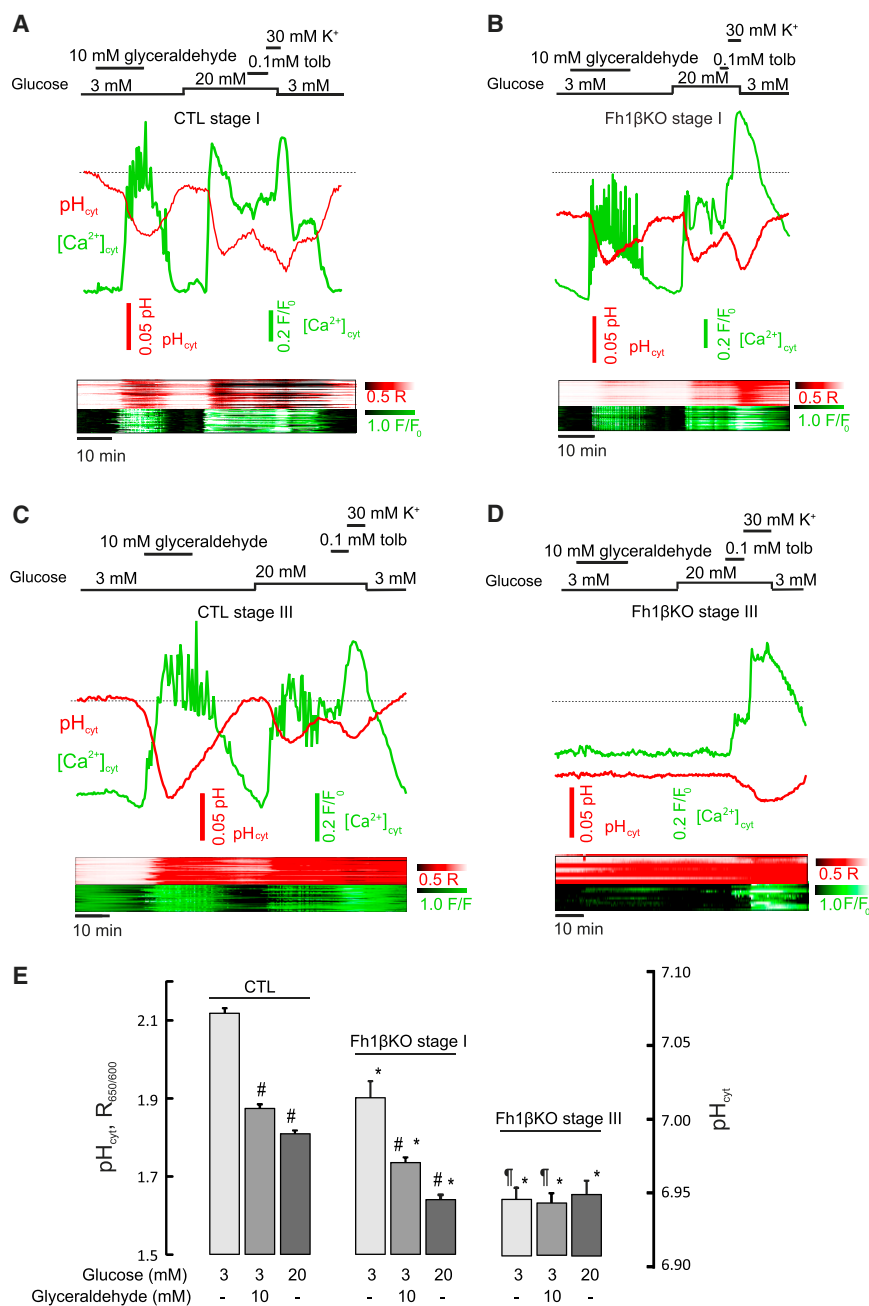 A
30 mM K⁺
10 mM glyceraldehyde
0.1mM tolb
Glucose
3 mM
20 mM
3 mM
CTL stage I
pHcyt
[Ca²⁺]cyt
0.05 pH
pHcyt
0.2 F/F₀
[Ca²⁺]cyt
0.5 R
1.0 F/F₀
10 min
B
30 mM K⁺
10 mM glyceraldehyde
0.1mM tolb
Glucose
3 mM
20 mM
3 mM
Fh1βKO stage I
0.05 pH
pHcyt
0.2 F/F₀
[Ca²⁺]cyt
0.5 R
1.0 F/F₀
10 min
C
30 mM K⁺
10 mM glyceraldehyde
0.1 mM tolb
Glucose
3 mM
20 mM
3 mM
CTL stage III
pHcyt
[Ca²⁺]cyt
0.05 pH
pHcyt
0.2 F/F₀
[Ca²⁺]cyt
0.5 R
1.0 F/F
10 min
D
30 mM K⁺
10 mM glyceraldehyde
0.1 mM tolb
Glucose
3 mM
20 mM
3 mM
Fh1βKO stage III
0.05 pH
pHcyt
0.2 F/F₀
[Ca²⁺]cyt
0.5 R
1.0F/F₀
10 min
E
CTL
Fh1βKO stage I
Fh1βKO stage III
pHcyt, R650/600
2.1
1.9
1.7
1.5
# #
* # * # *
¶ * ¶ * *
7.10
7.05
7.00
6.95
6.90
pHcyt
Glucose (mM) 3 3 20 3 3 20 3 3 20
Glyceraldehyde (mM) - 10 - - 10 - - 10 -